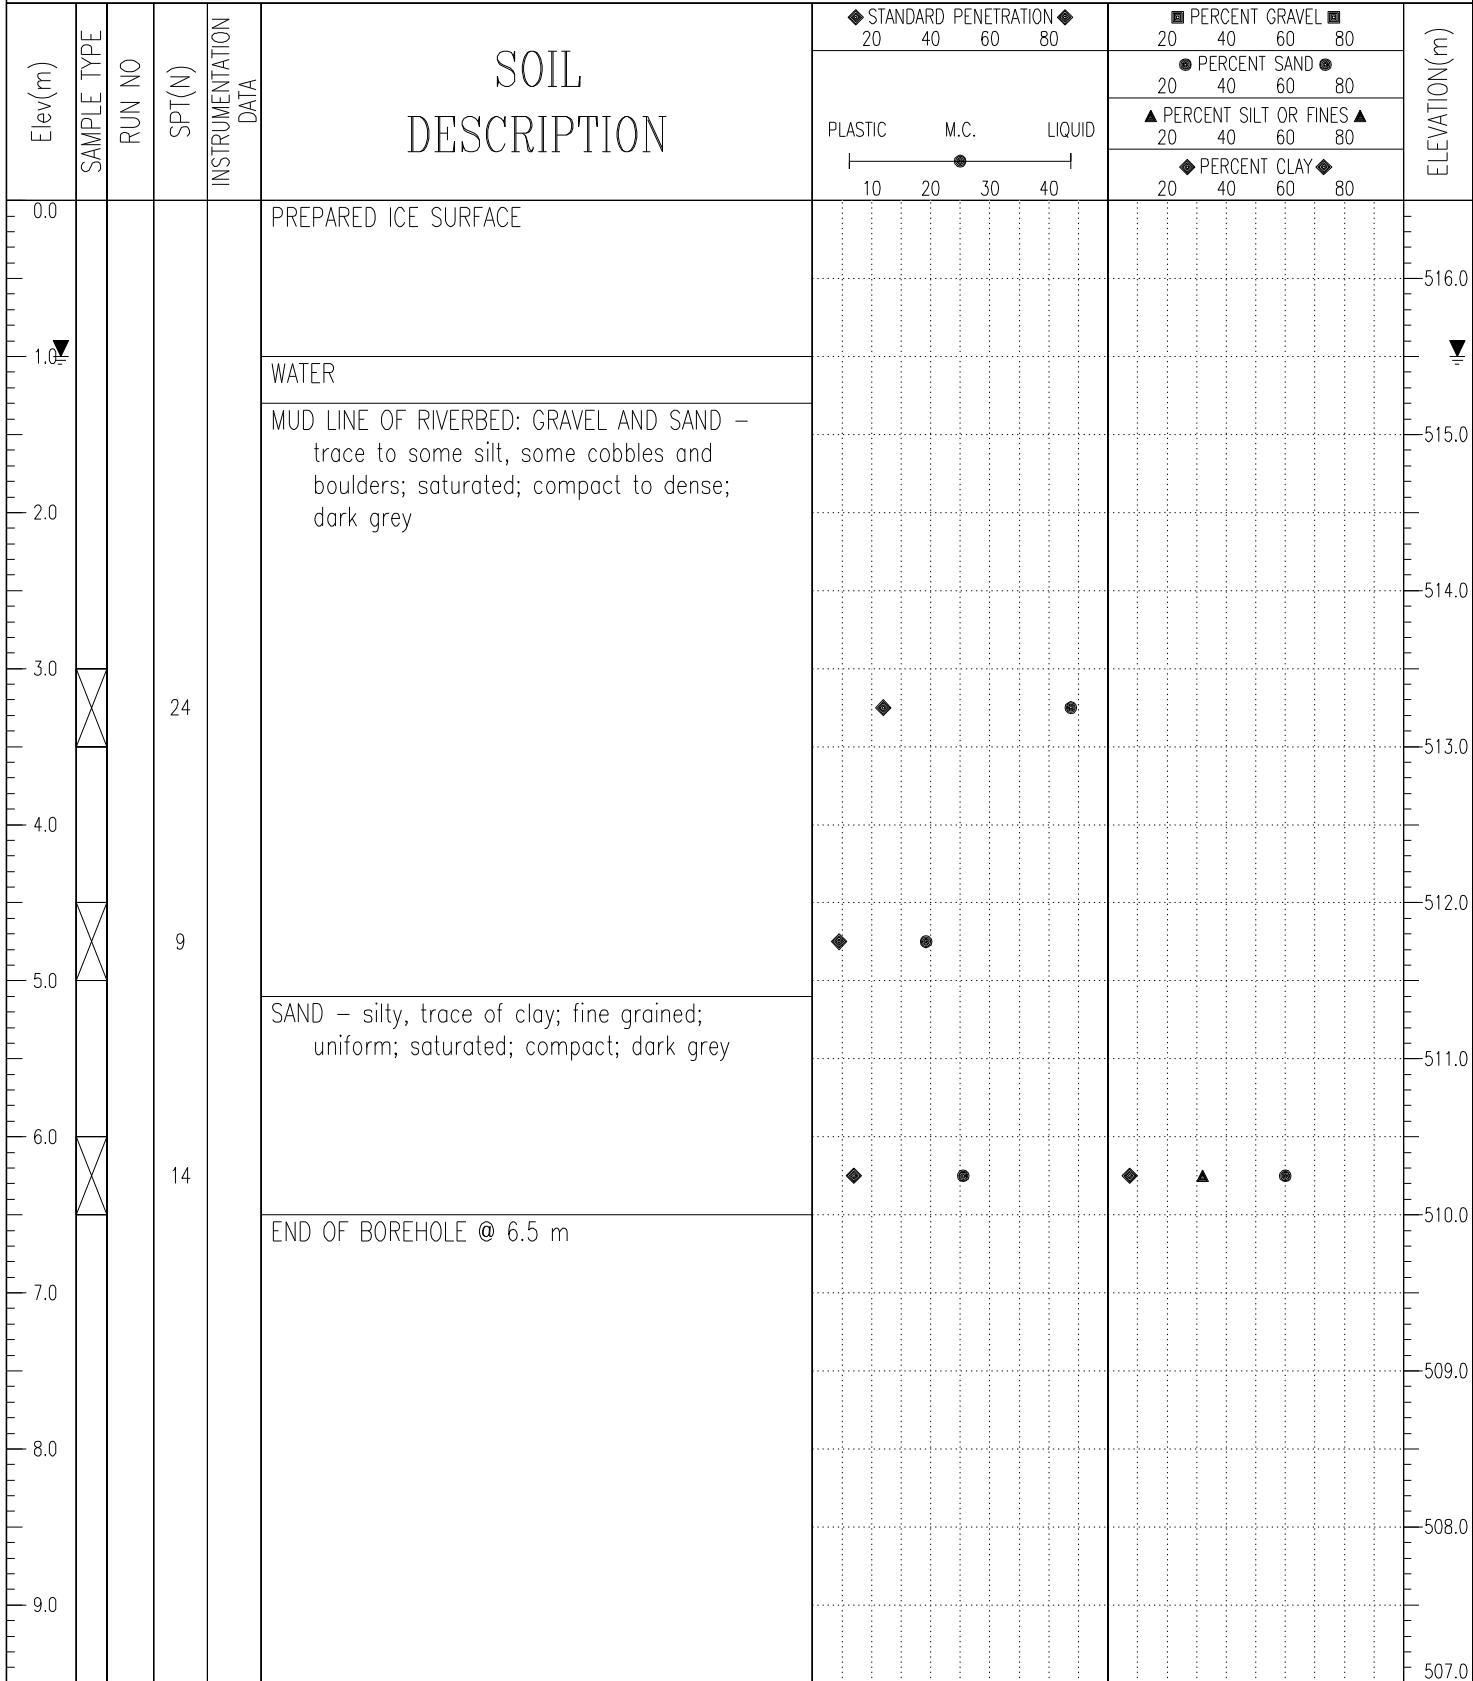 Elev(m)
SAMPLE TYPE
RUN NO
SPT(N)
INSTRUMENTATION
DATA
SOIL
DESCRIPTION
STANDARD PENETRATION
20 40 60 80
PLASTIC M.C. LIQUID
10 20 30 40
PERCENT GRAVEL
20 40 60 80
PERCENT SAND
20 40 60 80
PERCENT SILT OR FINES
20 40 60 80
PERCENT CLAY
20 40 60 80
ELEVATION(m)
0.0
PREPARED ICE SURFACE
516.0
1.0
WATER
MUD LINE OF RIVERBED: GRAVEL AND SAND –
515.0
trace to some silt, some cobbles and
boulders; saturated; compact to dense;
2.0
dark grey
514.0
3.0
24
513.0
4.0
512.0
9
5.0
SAND – silty, trace of clay; fine grained;
uniform; saturated; compact; dark grey
511.0
6.0
14
510.0
END OF BOREHOLE @ 6.5 m
7.0
509.0
8.0
508.0
9.0
507.0